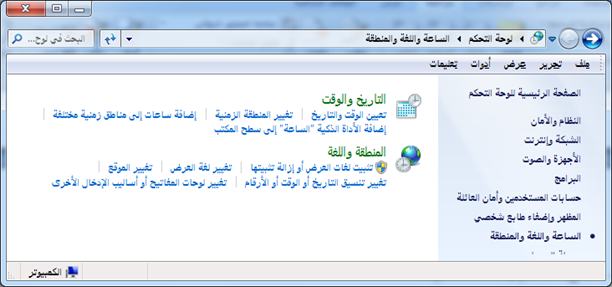 لوحة التحكم ◂ الساعة واللغة والمنطقة
البحث في لوح...
ملف تحرير عرض أدوات تعليمات
الصفحة الرئيسية للوحة التحكم
النظام والأمان
الشبكة وإنترنت
الأجهزة والصوت
البرامج
حسابات المستخدمين وأمان العائلة
المظهر وإضفاء طابع شخصي
الساعة واللغة والمنطقة
التاريخ والوقت
تعيين الوقت والتاريخ | تغيير المنطقة الزمنية | إضافة ساعات إلى مناطق زمنية مختلفة
إضافة الأداة الذكية "الساعة" إلى سطح المكتب
المنطقة واللغة
تثبيت لغات العرض أو إزالة تثبيتها | تغيير لغة العرض | تغيير الموقع
تغيير تنسيق التاريخ أو الوقت أو الأرقام | تغيير لوحات المفاتيح أو أساليب الإدخال الأخرى
الكمبيوتر